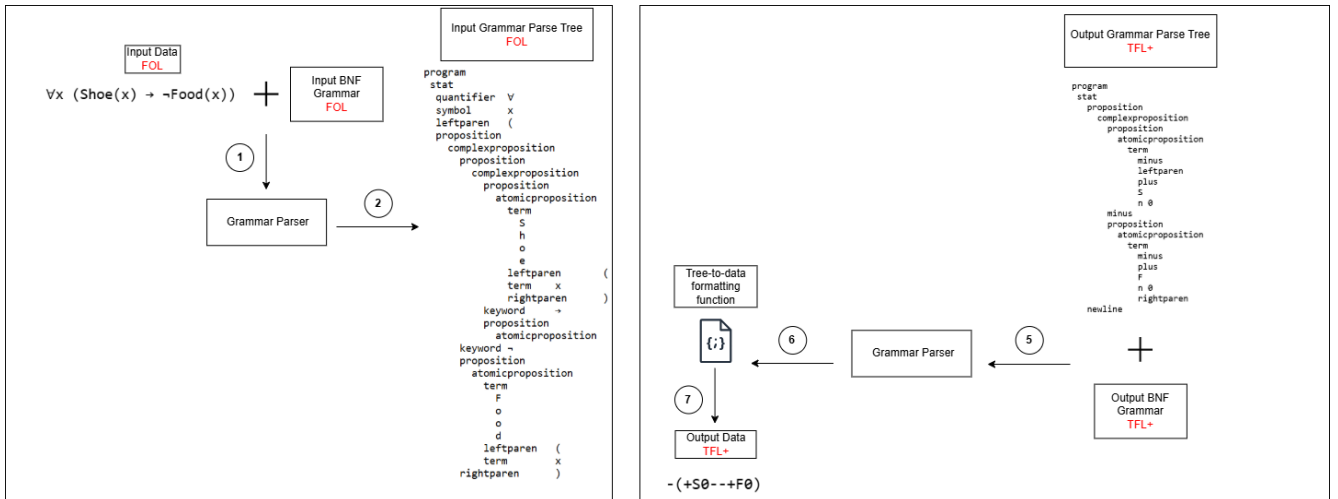 Input Data
FOL
∀x (Shoe(x) → ¬Food(x))
+
Input BNF
Grammar
FOL
1
Grammar Parser
2
Input Grammar Parse Tree
FOL
program
stat
quantifier ∀
symbol x
leftparen (
proposition
complexproposition
proposition
complexproposition
proposition
atomicproposition
term
S
h
o
e
leftparen (
term x
rightparen )
keyword →
proposition
atomicproposition
keyword ¬
proposition
atomicproposition
term
F
o
o
d
leftparen (
term x
rightparen )
Output Grammar Parse Tree
TFL+
program
stat
proposition
complexproposition
proposition
atomicproposition
term
minus
leftparen
plus
S
n 0
minus
proposition
atomicproposition
term
minus
plus
F
n 0
rightparen
newline
+
Output BNF
Grammar
TFL+
5
Grammar Parser
6
Tree-to-data
formatting
function
{;}
7
Output Data
TFL+
-(+S0--+F0)